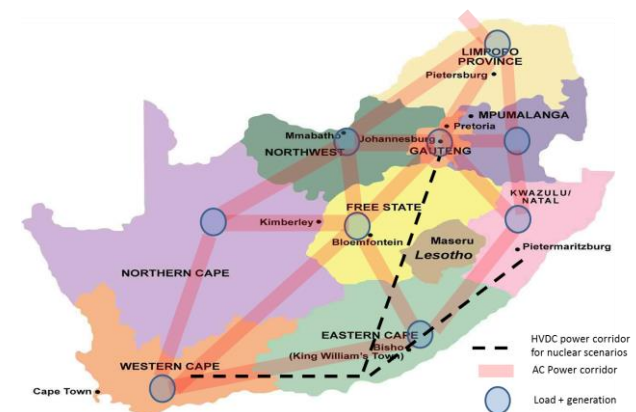 LIMPOPO
PROVINCE
Pietersburg
MPUMALANGA
Pretoria
Mmabatho
Johannesburg
NORTHWEST
GAUTENG
KWAZULU/
NATAL
FREE STATE
Kimberley
Bloemfontein
Maseru
Lesotho
Pietermaritzburg
NORTHERN CAPE
EASTERN CAPE
Bisho
(King William's Town)
WESTERN CAPE
Cape Town
HVDC power corridor
for nuclear scenarios
AC Power corridor
Load + generation